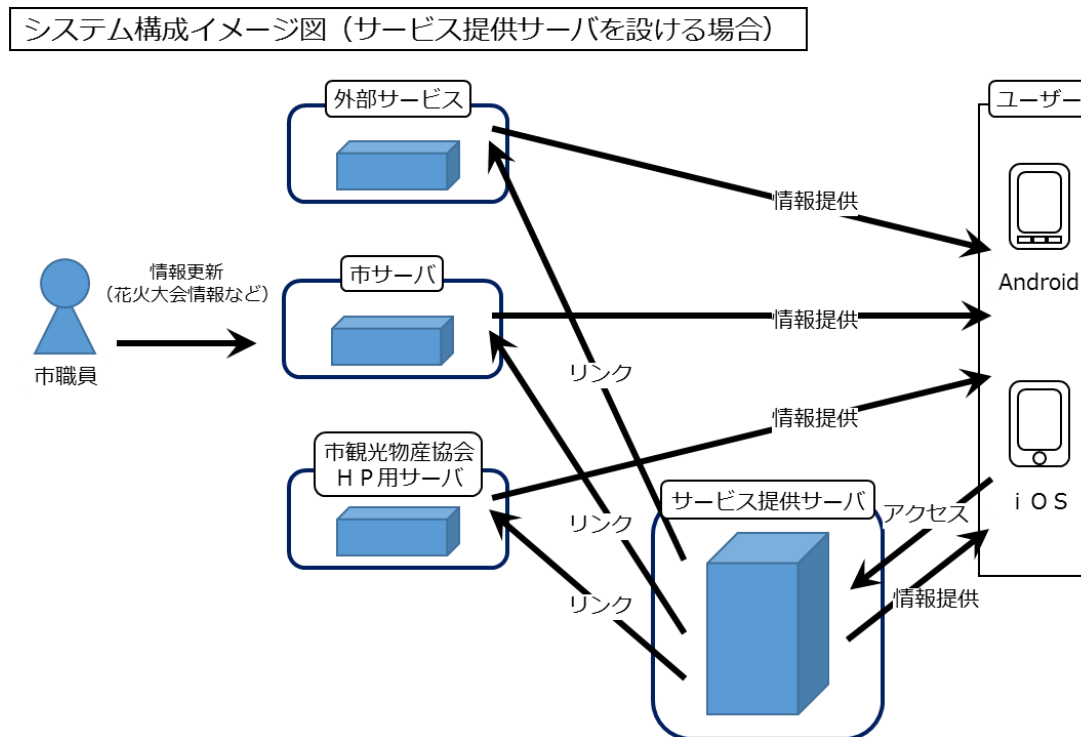 システム構成イメージ図（サービス提供サーバを設ける場合）
外部サービス
ユーザー
情報提供
Android
情報更新
（花火大会情報など）
市サーバ
情報提供
市職員
リンク
情報提供
市観光物産協会
ＨＰ用サーバ
サービス提供サーバ
ｉＯＳ
アクセス
リンク
リンク
情報提供